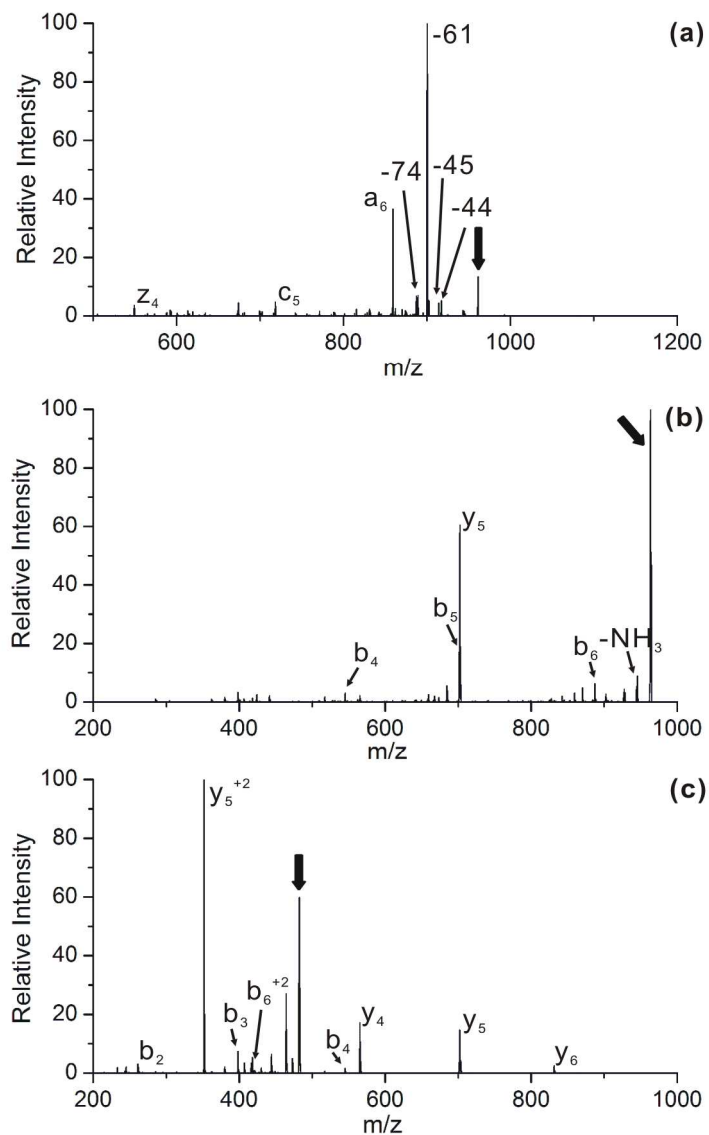 (a)
100
80
60
40
20
0
Relative Intensity
-61
-74
-45
-44
a₆
z₄
c₅
600
800
1000
1200
m/z
(b)
100
80
60
40
20
0
Relative Intensity
y₅
b₅
b₄
b₆
-NH₃
200
400
600
800
1000
m/z
(c)
100
80
60
40
20
0
Relative Intensity
y₅⁺²
b₆⁺²
b₃
b₂
b₄
y₄
y₅
y₆
200
400
600
800
1000
m/z